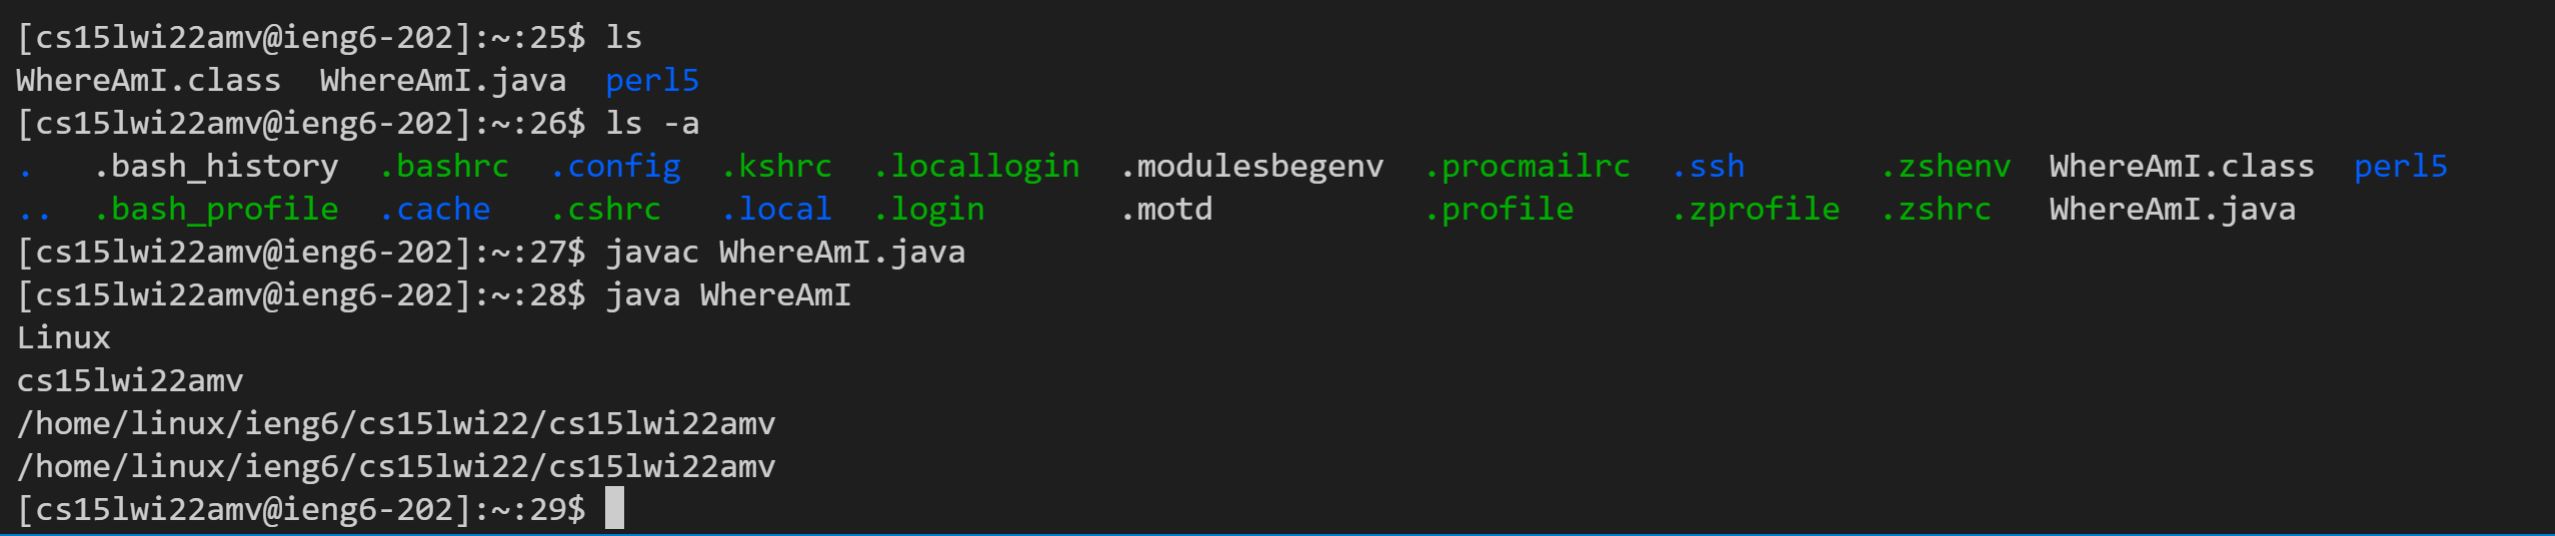 [cs15lwi22amv@ieng6-202]:~:25$ ls
WhereAmI.class  WhereAmI.java  perl5
[cs15lwi22amv@ieng6-202]:~:26$ ls -a
.   .bash_history  .bashrc  .config  .kshrc  .locallogin  .modulesbegenv  .procmailrc  .ssh       .zshenv  WhereAmI.class  perl5
..  .bash_profile  .cache   .cshrc   .local  .login       .motd           .profile     .zprofile  .zshrc   WhereAmI.java
[cs15lwi22amv@ieng6-202]:~:27$ javac WhereAmI.java
[cs15lwi22amv@ieng6-202]:~:28$ java WhereAmI
Linux
cs15lwi22amv
/home/linux/ieng6/cs15lwi22/cs15lwi22amv
/home/linux/ieng6/cs15lwi22/cs15lwi22amv
[cs15lwi22amv@ieng6-202]:~:29$